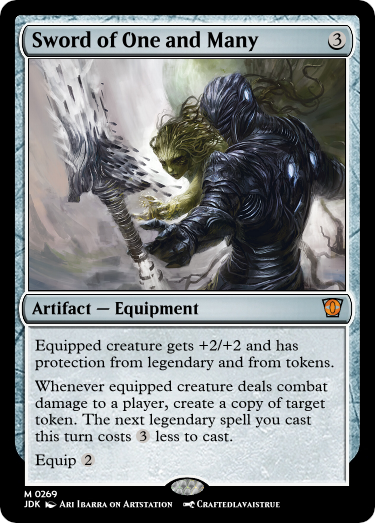 Sword of One and Many 3
Artifact — Equipment
Equipped creature gets +2/+2 and has
protection from legendary and from tokens.
Whenever equipped creature deals combat
damage to a player, create a copy of target
token. The next legendary spell you cast
this turn costs 3 less to cast.
Equip 2
M 0269
JDK Ari Ibarra on Artstation Craftedlavaistrue